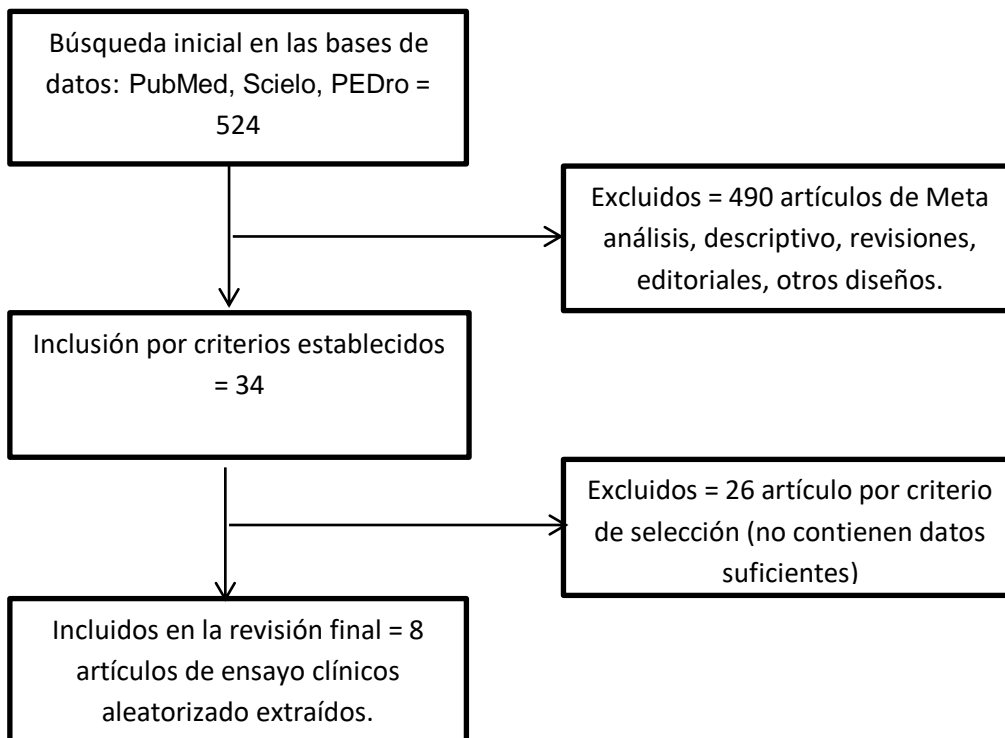 Búsqueda inicial en las bases de
datos: PubMed, Scielo, PEDro =
524
Excluidos = 490 artículos de Meta
análisis, descriptivo, revisiones,
editoriales, otros diseños.
Inclusión por criterios establecidos
= 34
Excluidos = 26 artículo por criterio
de selección (no contienen datos
suficientes)
Incluidos en la revisión final = 8
artículos de ensayo clínicos
aleatorizado extraídos.